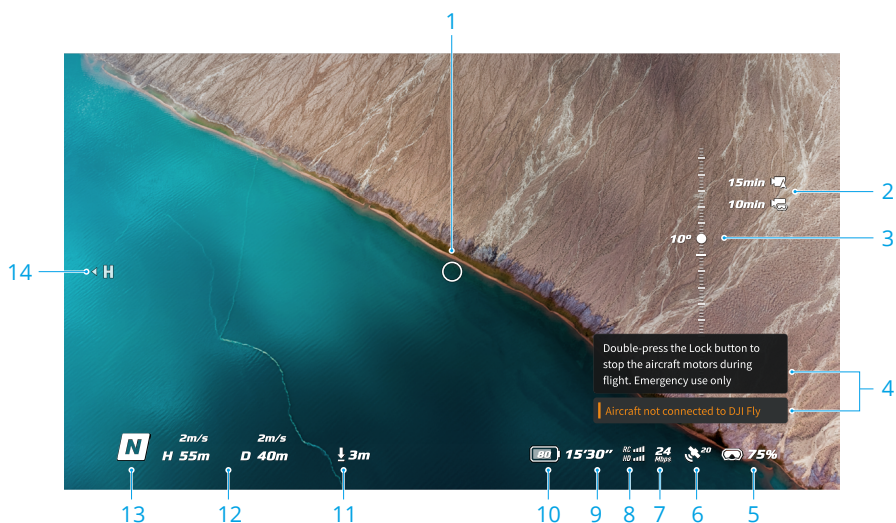 1
15min
2
10min
10°
3
14
H
Double-press the Lock button to
stop the aircraft motors during
flight. Emergency use only
4
Aircraft not connected to DJI Fly
N
2m/s
2m/s
H 55m
D 40m
3m
80
15'30"
RC
HD
24
Mbps
20
75%
13
12
11
10
9
8
7
6
5